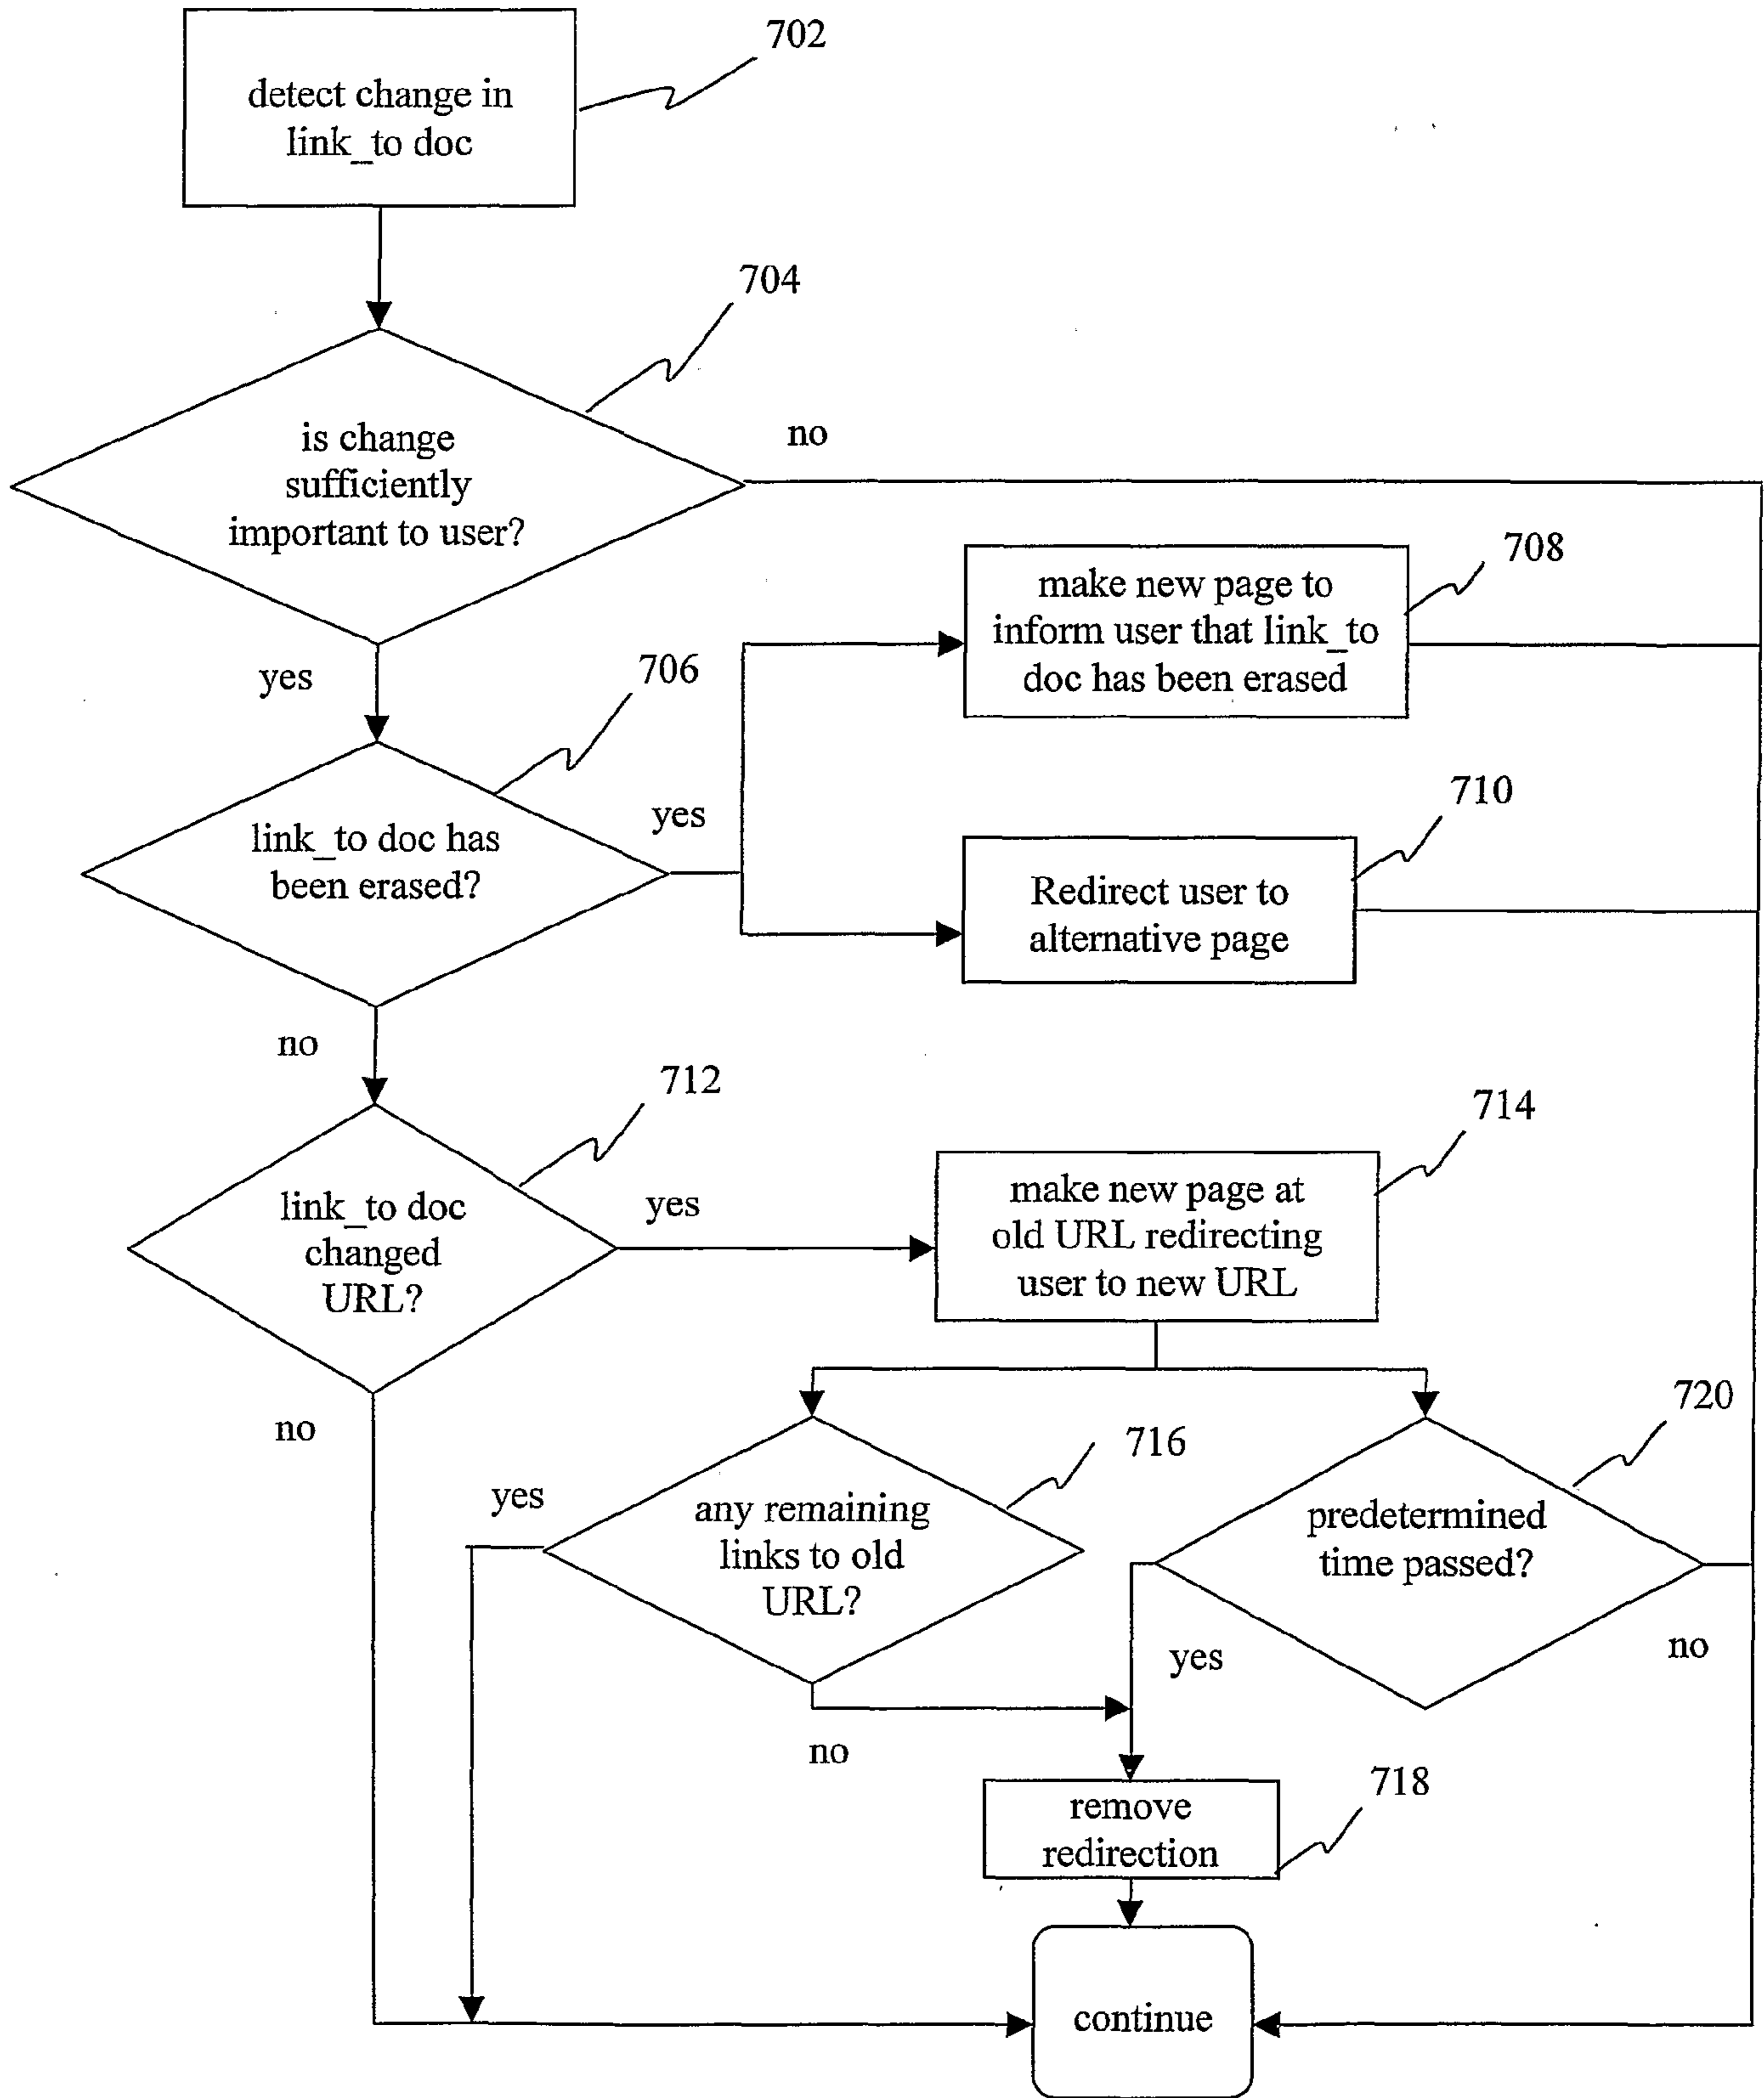 702
detect change in
link_to doc
704
is change
sufficiently
important to user?
no
yes
708
make new page to
inform user that link_to
doc has been erased
706
link_to doc has
been erased?
yes
710
Redirect user to
alternative page
no
712
link_to doc
changed
URL?
yes
714
make new page at
old URL redirecting
user to new URL
no
716
any remaining
links to old
URL?
yes
no
720
predetermined
time passed?
yes
no
718
remove
redirection
continue